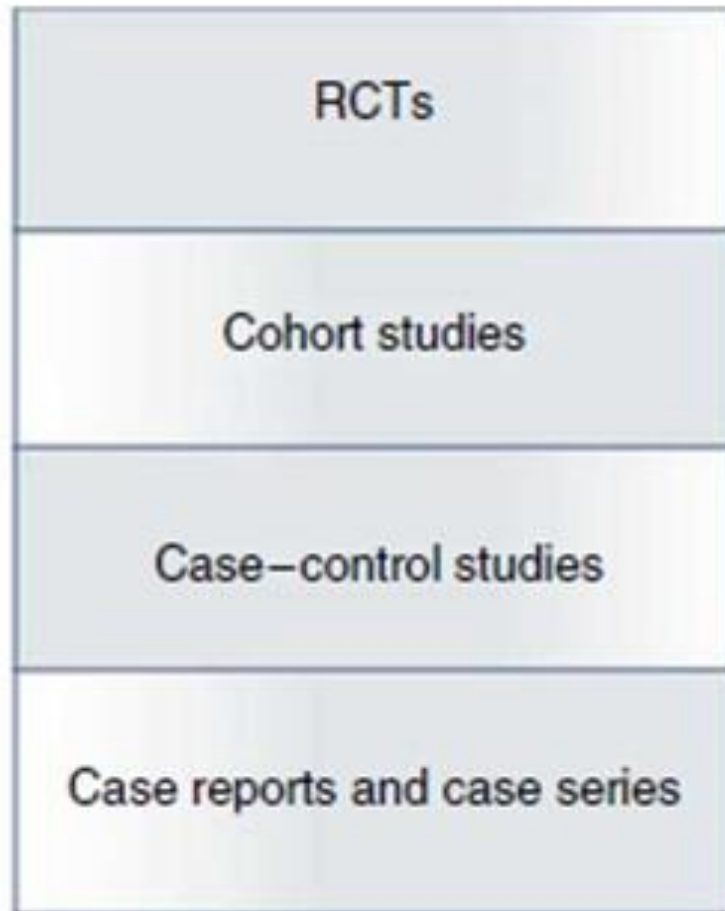 RCTs
Cohort studies
Case–control studies
Case reports and case series